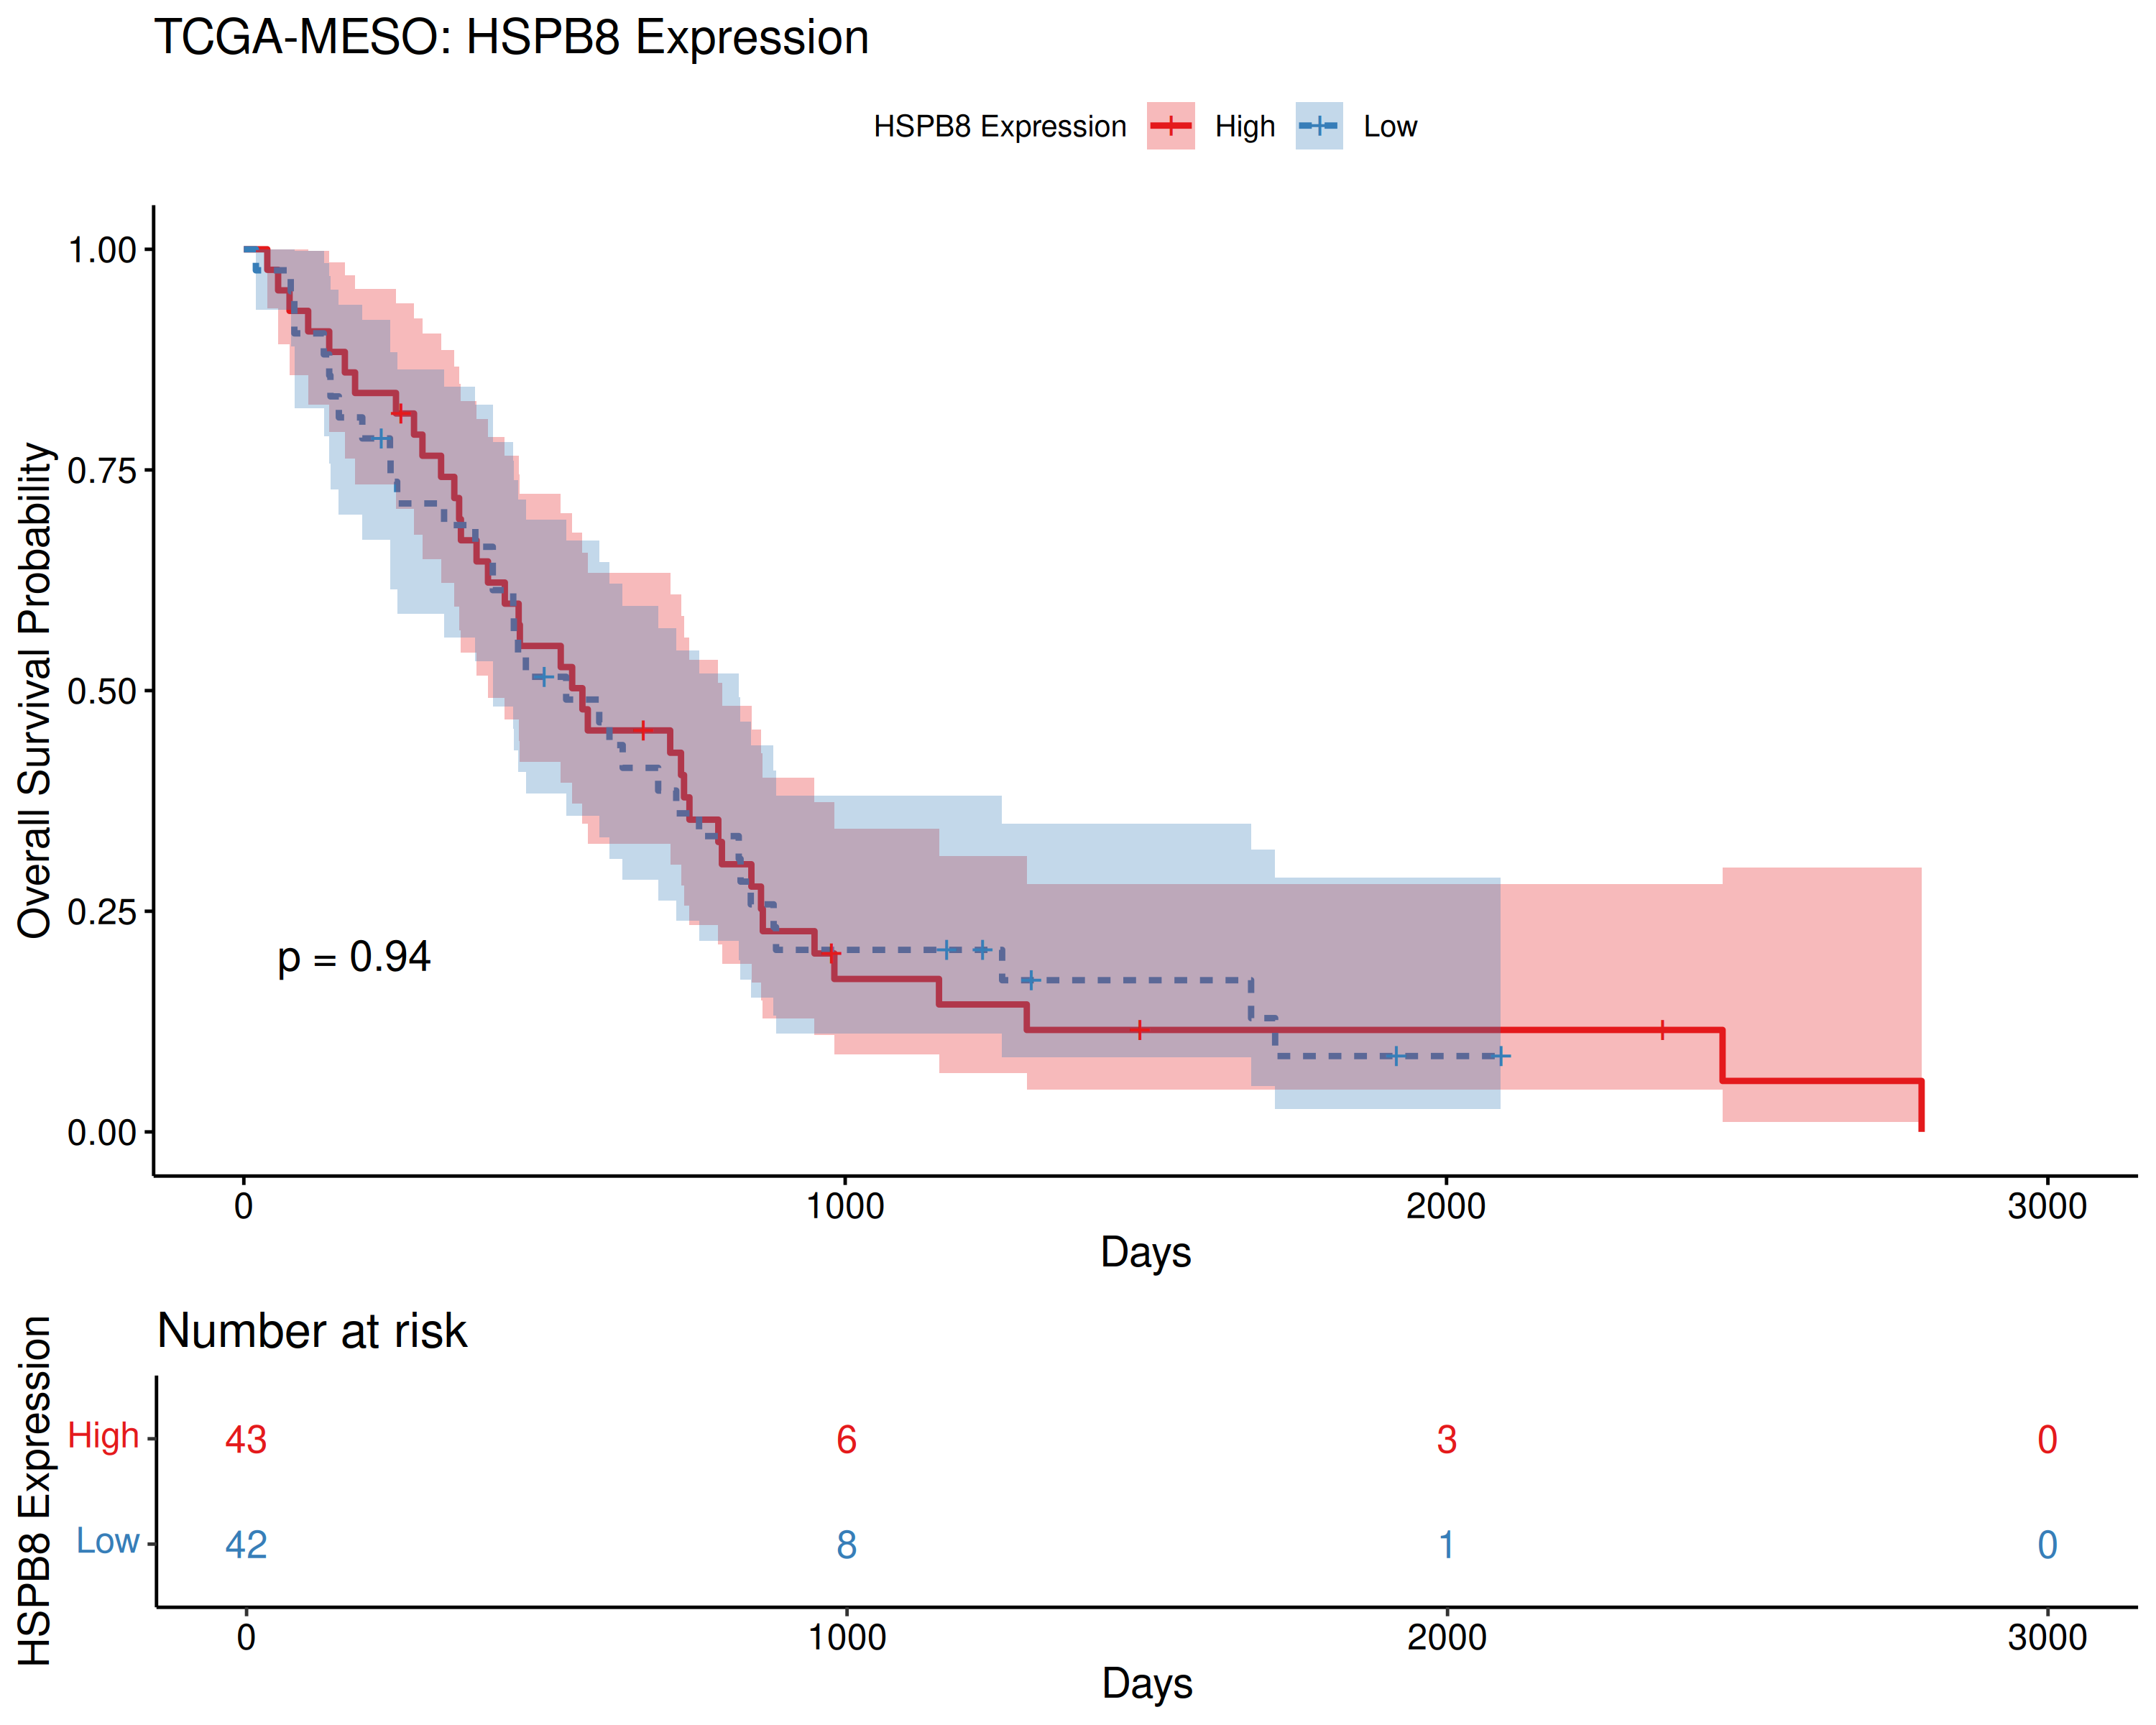 TCGA-MESO: HSPB8 Expression
HSPB8 Expression High Low
Overall Survival Probability
1.00
0.75
0.50
0.25
0.00
p = 0.94
0 1000 2000 3000
Days
Number at risk
HSPB8 Expression
High 43 6 3 0
Low 42 8 1 0
0 1000 2000 3000
Days